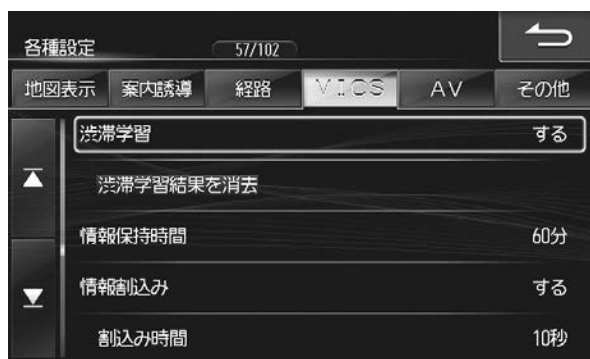 各種設定 57/102
地図表示 案内誘導 経路 VICS AV その他
渋滞学習 する
渋滞学習結果を消去
情報保持時間 60分
情報割込み する
割込み時間 10秒